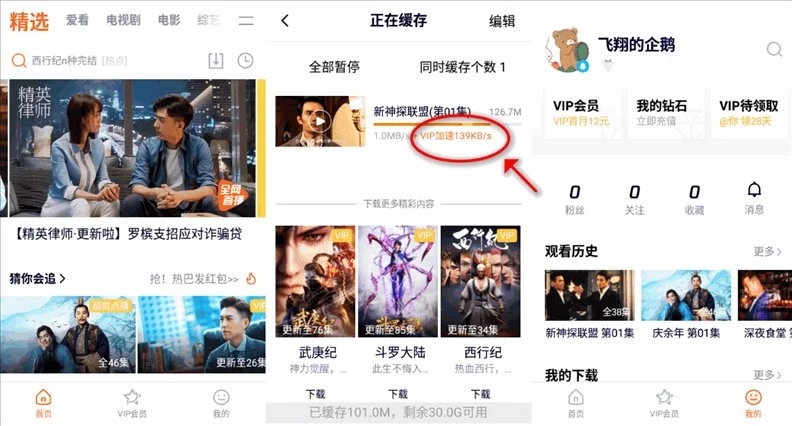 精选 爱看 电视剧 电影 综艺
西行纪n种完结 [热点]
精英
律师
全网
首播
【精英律师·更新啦】罗槟支招应对诈骗贷
猜你会追 抢！热巴发红包>>
超前点播
全46集
VIP
更新至26集
首页 VIP会员 我的
正在缓存 编辑
全部暂停 同时缓存个数 1
新神探联盟(第01集) 126.7M
1.0MB/s + VIP加速139KB/s
下载更多精彩内容
VIP VIP VIP
武庚纪
西行纪
更新至76集 更新至85集 更新至34集
武庚纪 斗罗大陆 西行纪
神力觉醒，... 此生不悔入... 热血西行，...
下载 下载 下载
已缓存101.0M，剩余30.0G可用
飞翔的企鹅
VIP会员 我的钻石 VIP待领取
VIP首月12元 立即充值 @你 领28天
0 0 0
粉丝 关注 收藏 消息
观看历史 更多
全38集 全46集
新神探联盟 第01集 庆余年 第01集 深夜食堂 第
我的下载 更多
首页 VIP会员 我的